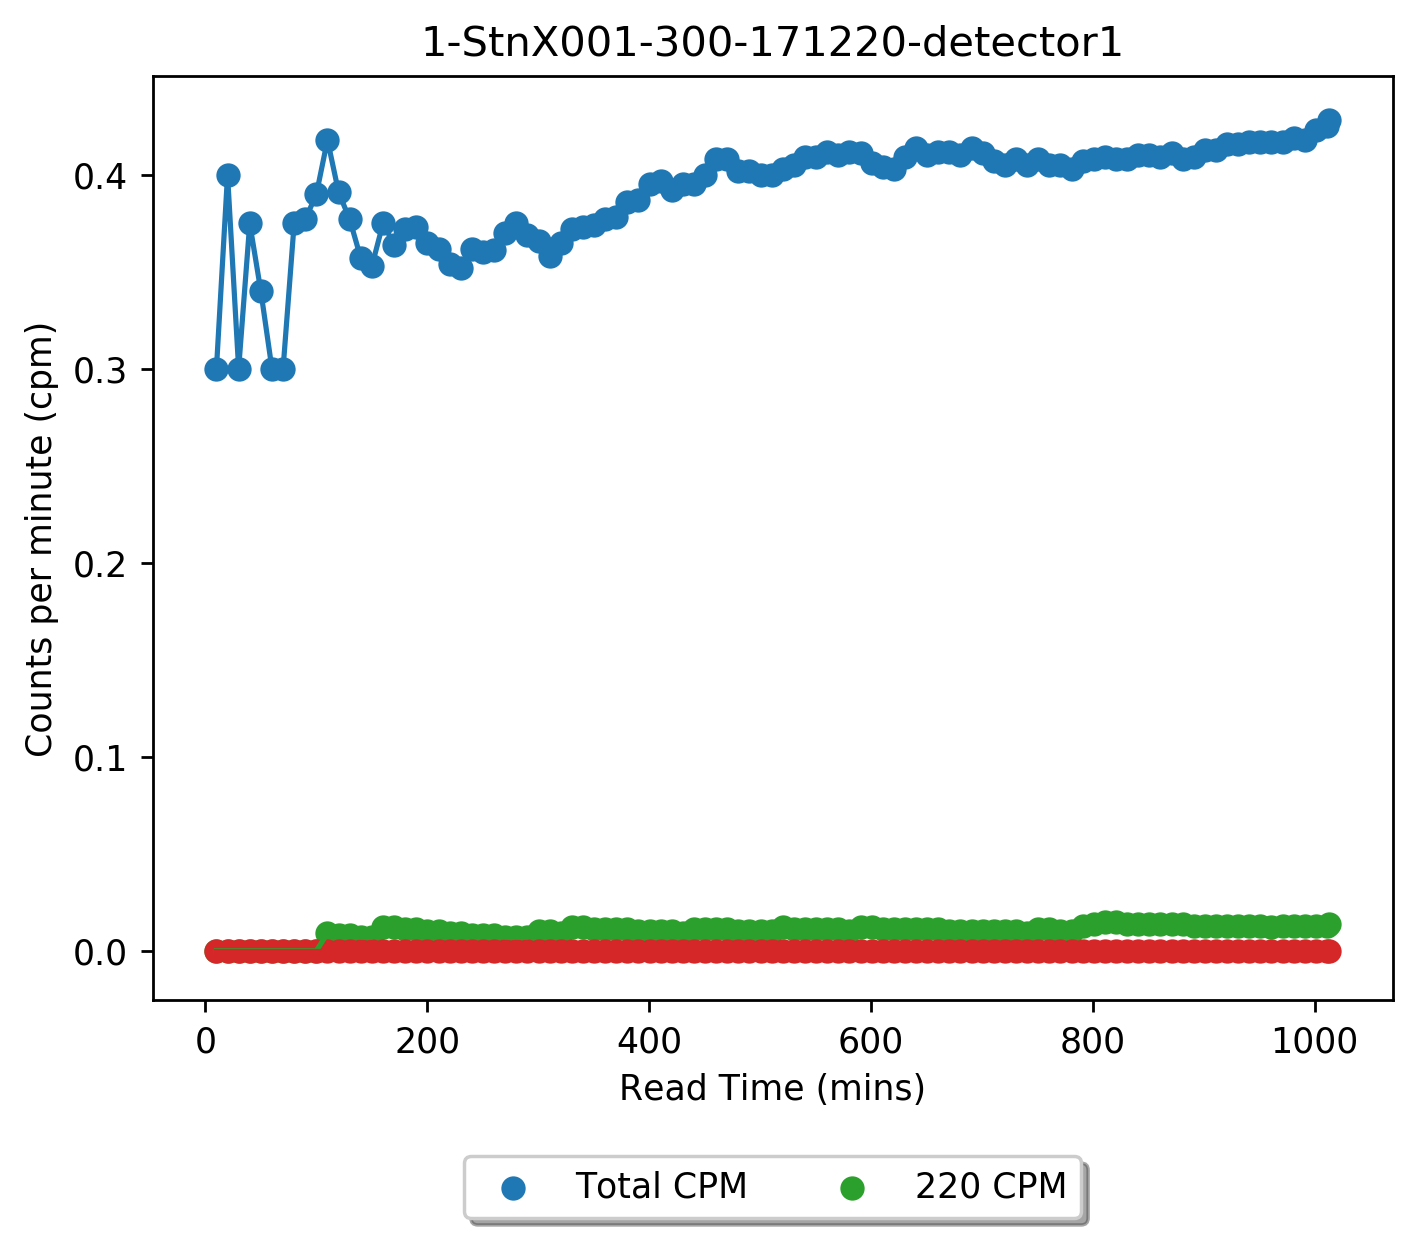 1-StnX001-300-171220-detector1
Counts per minute (cpm)
0.4
0.3
0.2
0.1
0.0
0 200 400 600 800 1000
Read Time (mins)
Total CPM 220 CPM